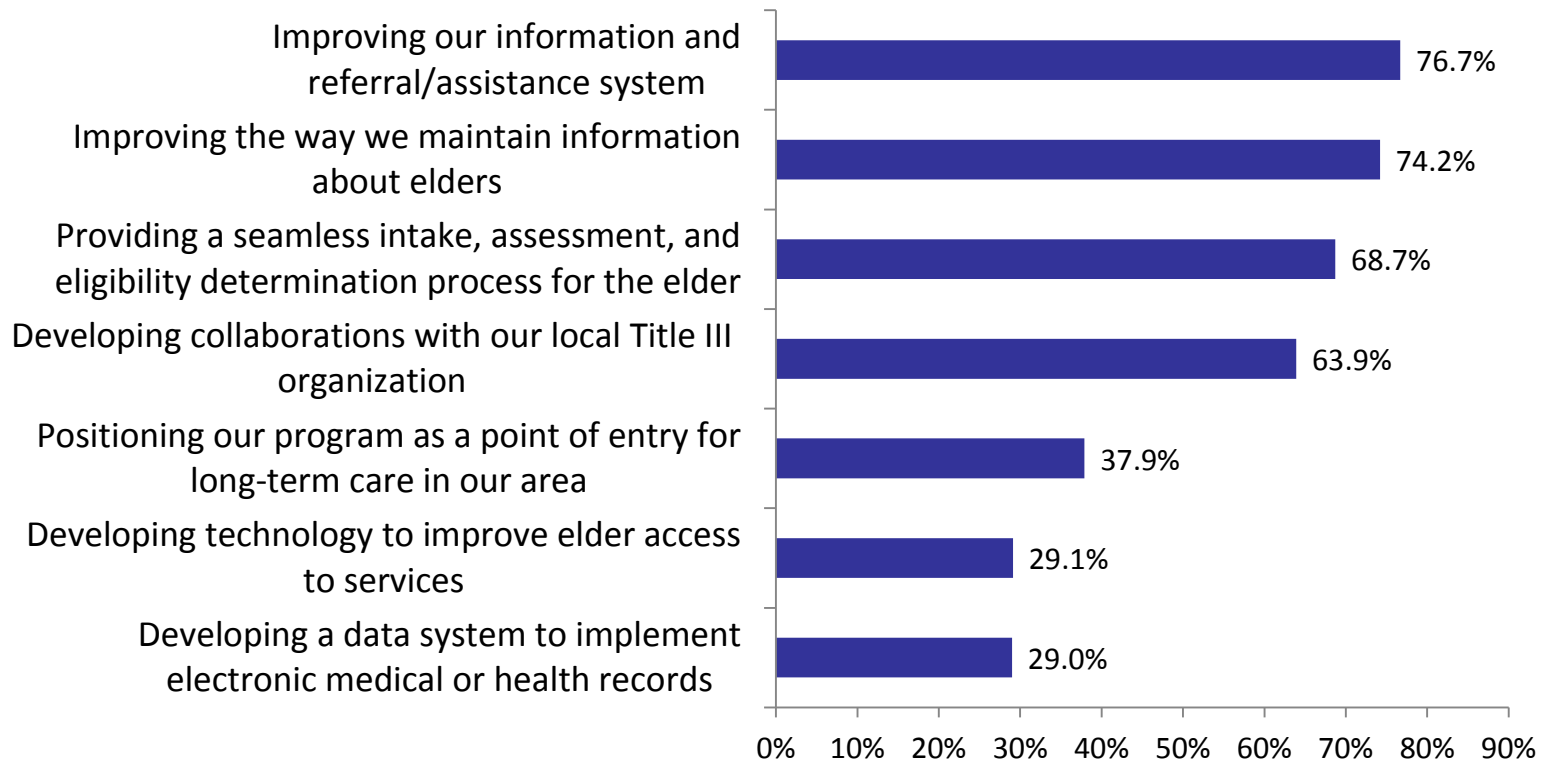 Improving our information and
referral/assistance system
76.7%
Improving the way we maintain information
about elders
74.2%
Providing a seamless intake, assessment, and
eligibility determination process for the elder
68.7%
Developing collaborations with our local Title III
organization
63.9%
Positioning our program as a point of entry for
long-term care in our area
37.9%
Developing technology to improve elder access
to services
29.1%
Developing a data system to implement
electronic medical or health records
29.0%
0% 10% 20% 30% 40% 50% 60% 70% 80% 90%